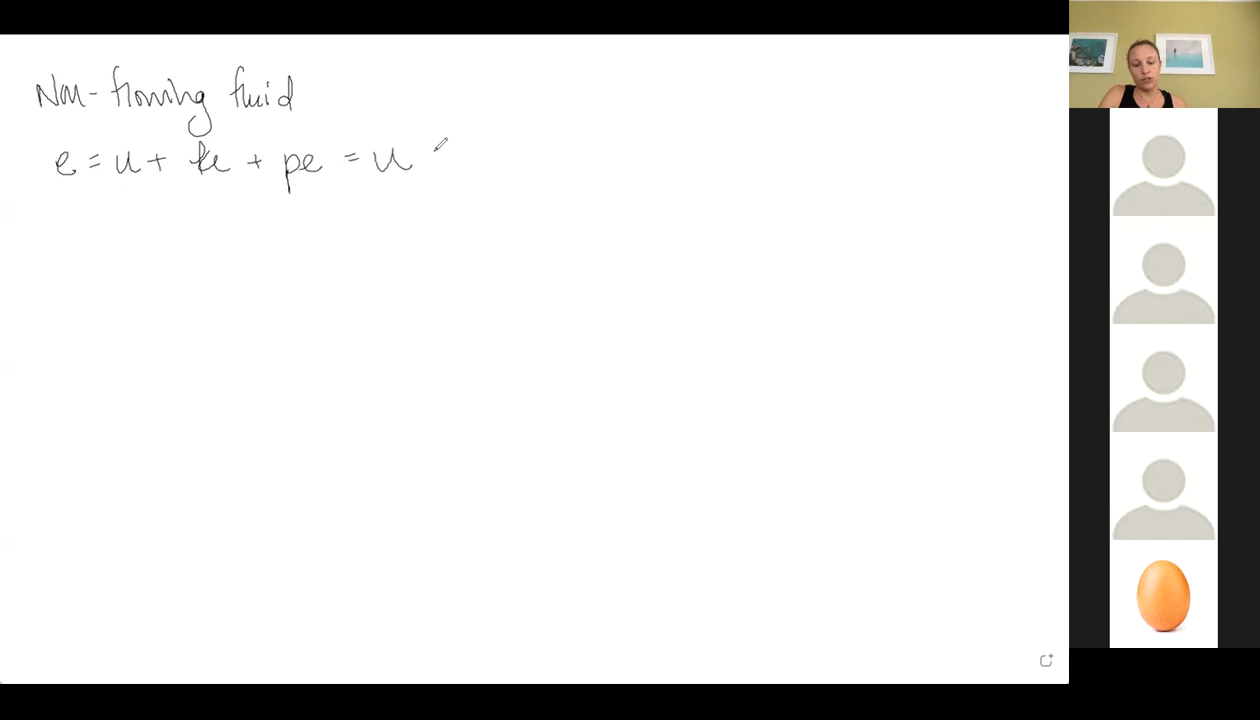 Non-flowing fluid
e = u + ke + pe = u